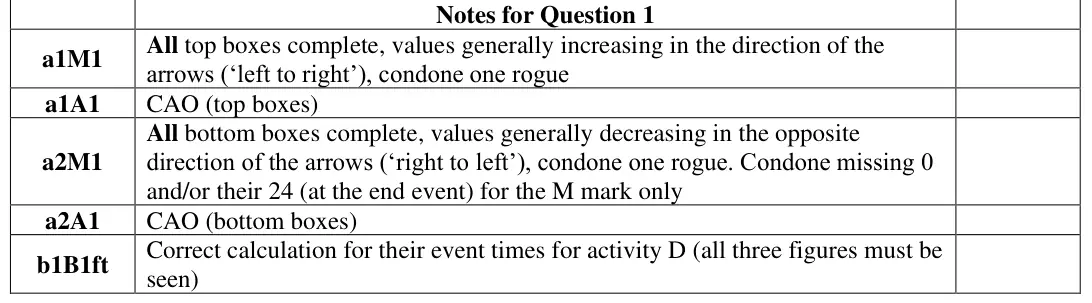 Notes for Question 1
a1M1
All top boxes complete, values generally increasing in the direction of the
arrows (‘left to right’), condone one rogue
a1A1
CAO (top boxes)
a2M1
All bottom boxes complete, values generally decreasing in the opposite
direction of the arrows (‘right to left’), condone one rogue. Condone missing 0
and/or their 24 (at the end event) for the M mark only
a2A1
CAO (bottom boxes)
b1B1ft
Correct calculation for their event times for activity D (all three figures must be
seen)